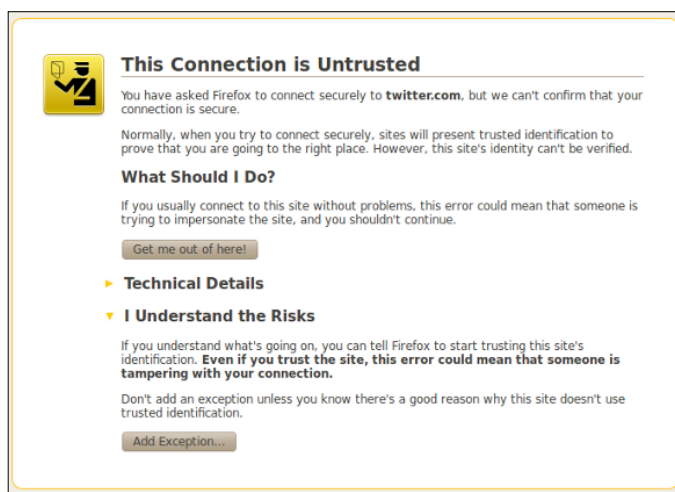 This Connection is Untrusted
You have asked Firefox to connect securely to twitter.com, but we can't confirm that your
connection is secure.
Normally, when you try to connect securely, sites will present trusted identification to
prove that you are going to the right place. However, this site's identity can't be verified.
What Should I Do?
If you usually connect to this site without problems, this error could mean that someone is
trying to impersonate the site, and you shouldn't continue.
Get me out of here!
Technical Details
I Understand the Risks
If you understand what's going on, you can tell Firefox to start trusting this site's
identification. Even if you trust the site, this error could mean that someone is
tampering with your connection.
Don't add an exception unless you know there's a good reason why this site doesn't use
trusted identification.
Add Exception...